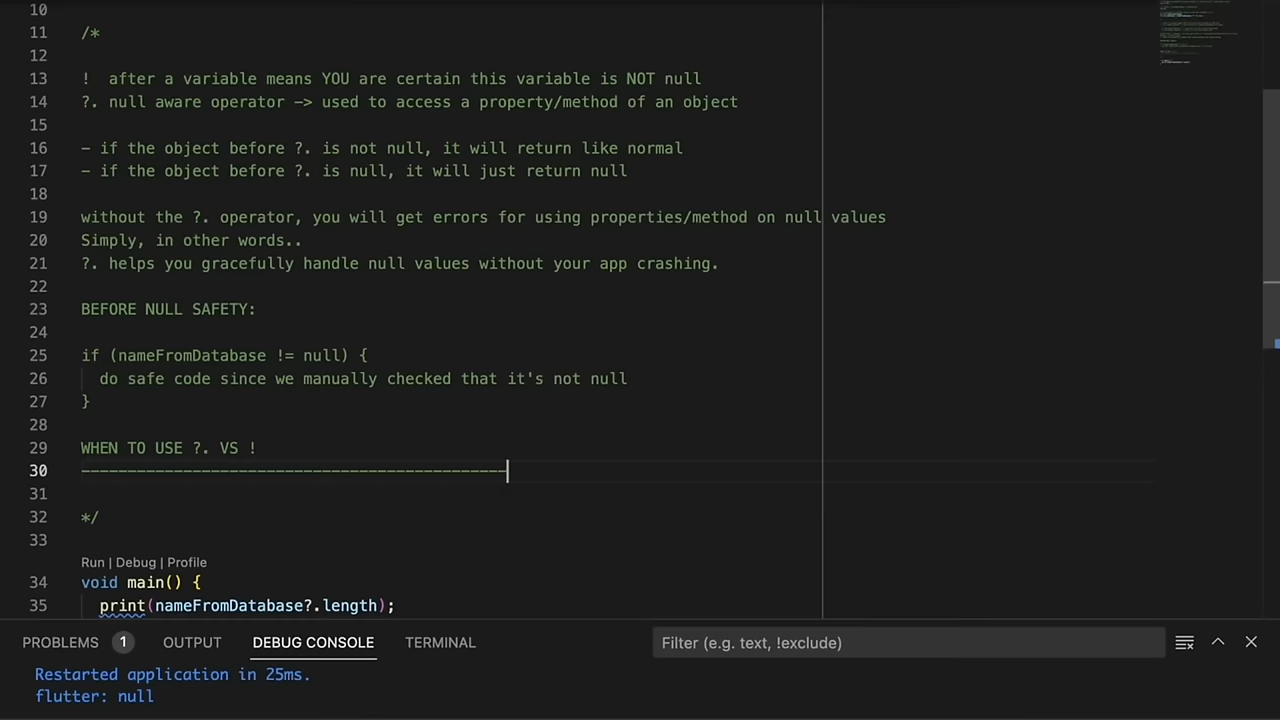 10
11 /*
12
13 !  after a variable means YOU are certain this variable is NOT null
14 ?. null aware operator -> used to access a property/method of an object
15
16 - if the object before ?. is not null, it will return like normal
17 - if the object before ?. is null, it will just return null
18
19 without the ?. operator, you will get errors for using properties/method on null values
20 Simply, in other words..
21 ?. helps you gracefully handle null values without your app crashing.
22
23 BEFORE NULL SAFETY:
24
25 if (nameFromDatabase != null) {
26   do safe code since we manually checked that it's not null
27 }
28
29 WHEN TO USE ?. VS !
30 -----------------------------------------------
31
32 */
33
Run | Debug | Profile
34 void main() {
35   print(nameFromDatabase?.length);
PROBLEMS 1 OUTPUT DEBUG CONSOLE TERMINAL Filter (e.g. text, !exclude)
Restarted application in 25ms.
flutter: null